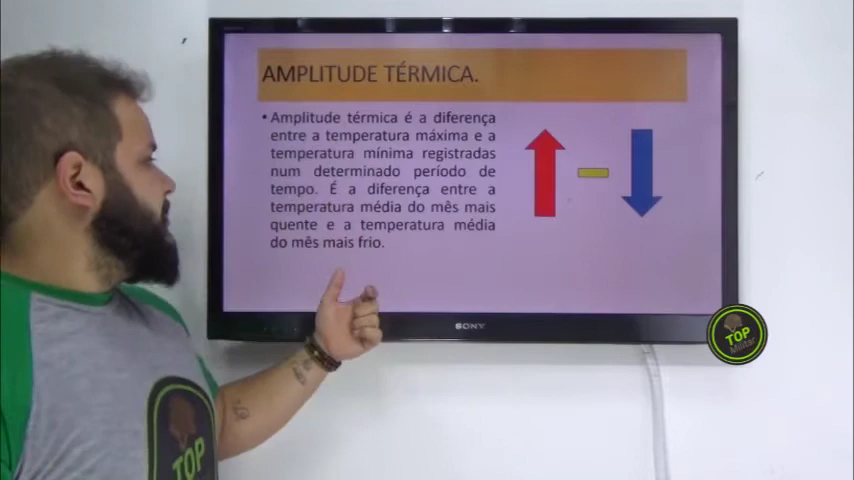 AMPLITUDE TÉRMICA.
• Amplitude térmica é a diferença
entre a temperatura máxima e a
temperatura mínima registradas
num determinado período de
tempo. É a diferença entre a
temperatura média do mês mais
quente e a temperatura média
do mês mais frio.
SONY
TOP
Militar
TOP